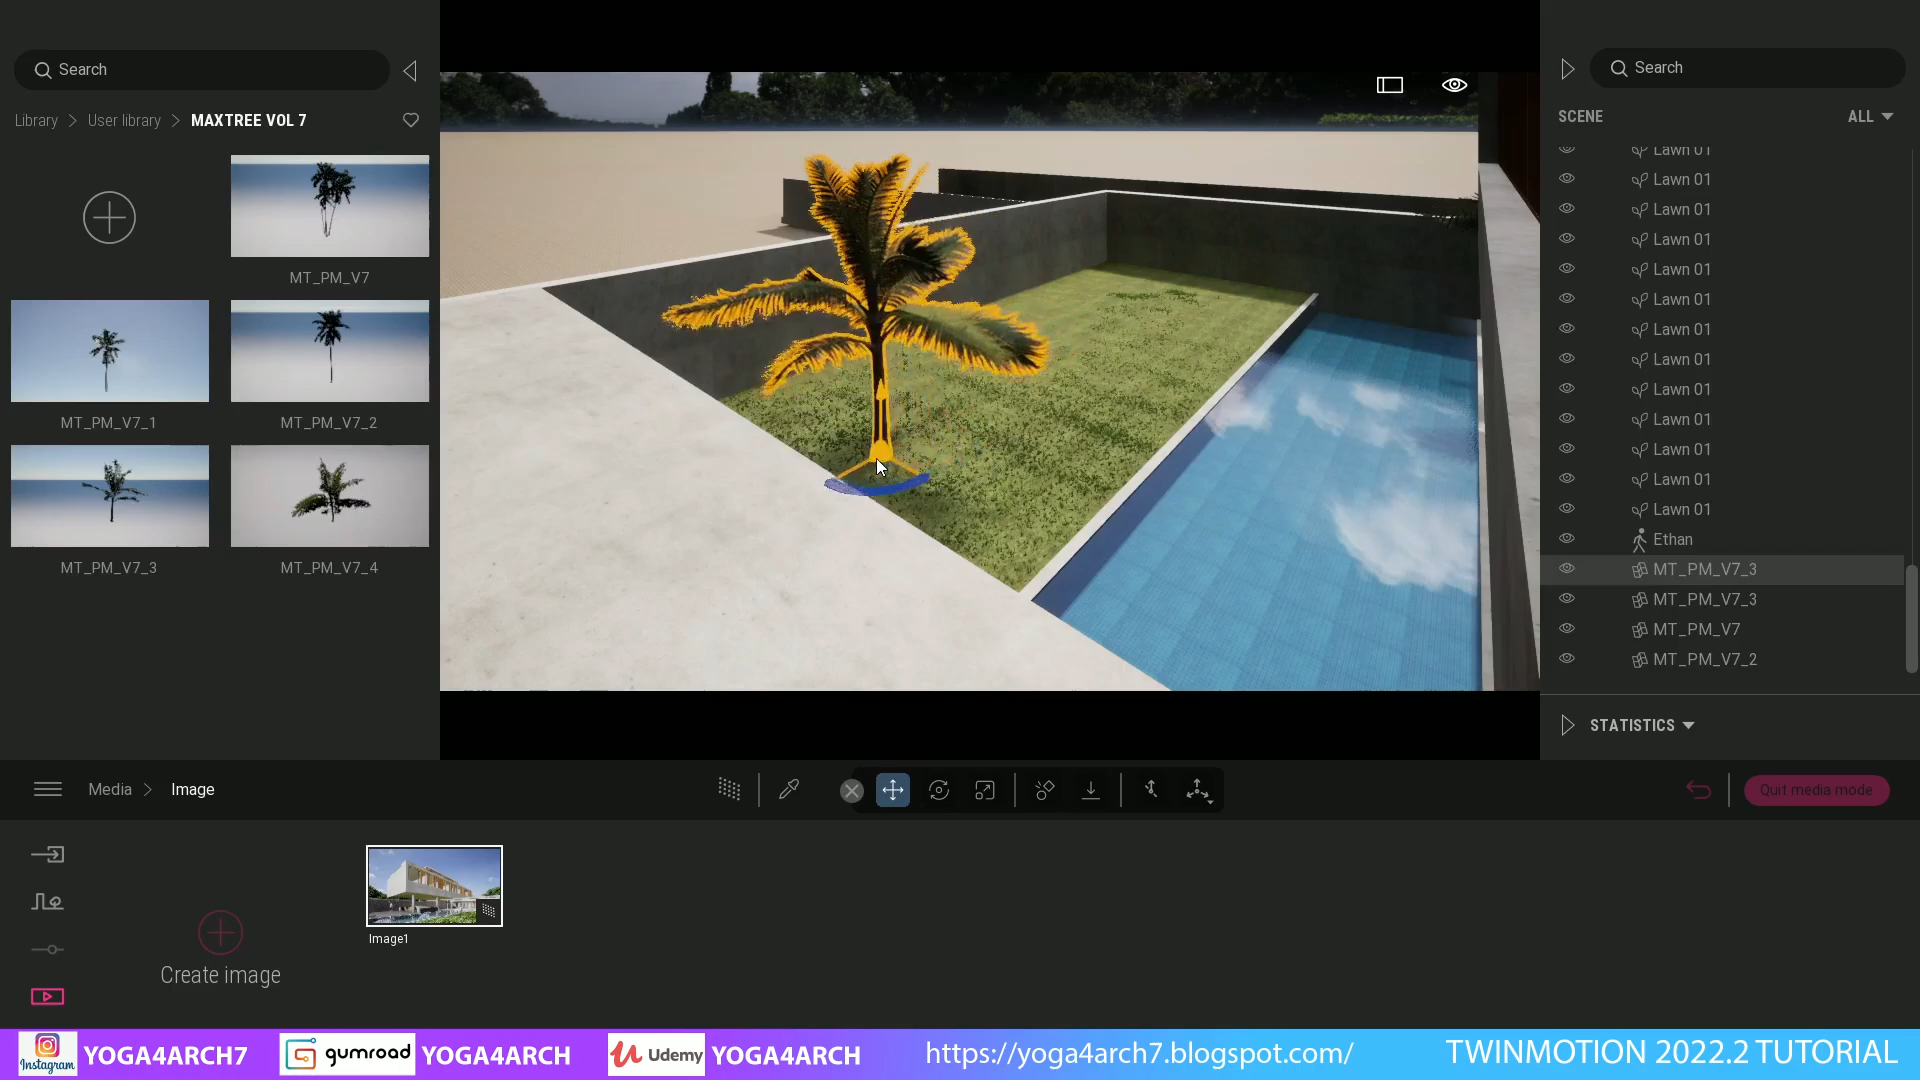 Search
Library
User library
MAXTREE VOL 7
MT_PM_V7
MT_PM_V7_1
MT_PM_V7_2
MT_PM_V7_3
MT_PM_V7_4
Search
SCENE
ALL
Lawn 01
Lawn 01
Lawn 01
Lawn 01
Lawn 01
Lawn 01
Lawn 01
Lawn 01
Lawn 01
Lawn 01
Lawn 01
Lawn 01
Lawn 01
Ethan
MT_PM_V7_3
MT_PM_V7_3
MT_PM_V7
MT_PM_V7_2
STATISTICS
Media
Image
Quit media mode
Create image
Image1
Instagram
YOGA4ARCH7
gumroad
YOGA4ARCH
Udemy
YOGA4ARCH
https://yoga4arch7.blogspot.com/
TWINMOTION 2022.2 TUTORIAL